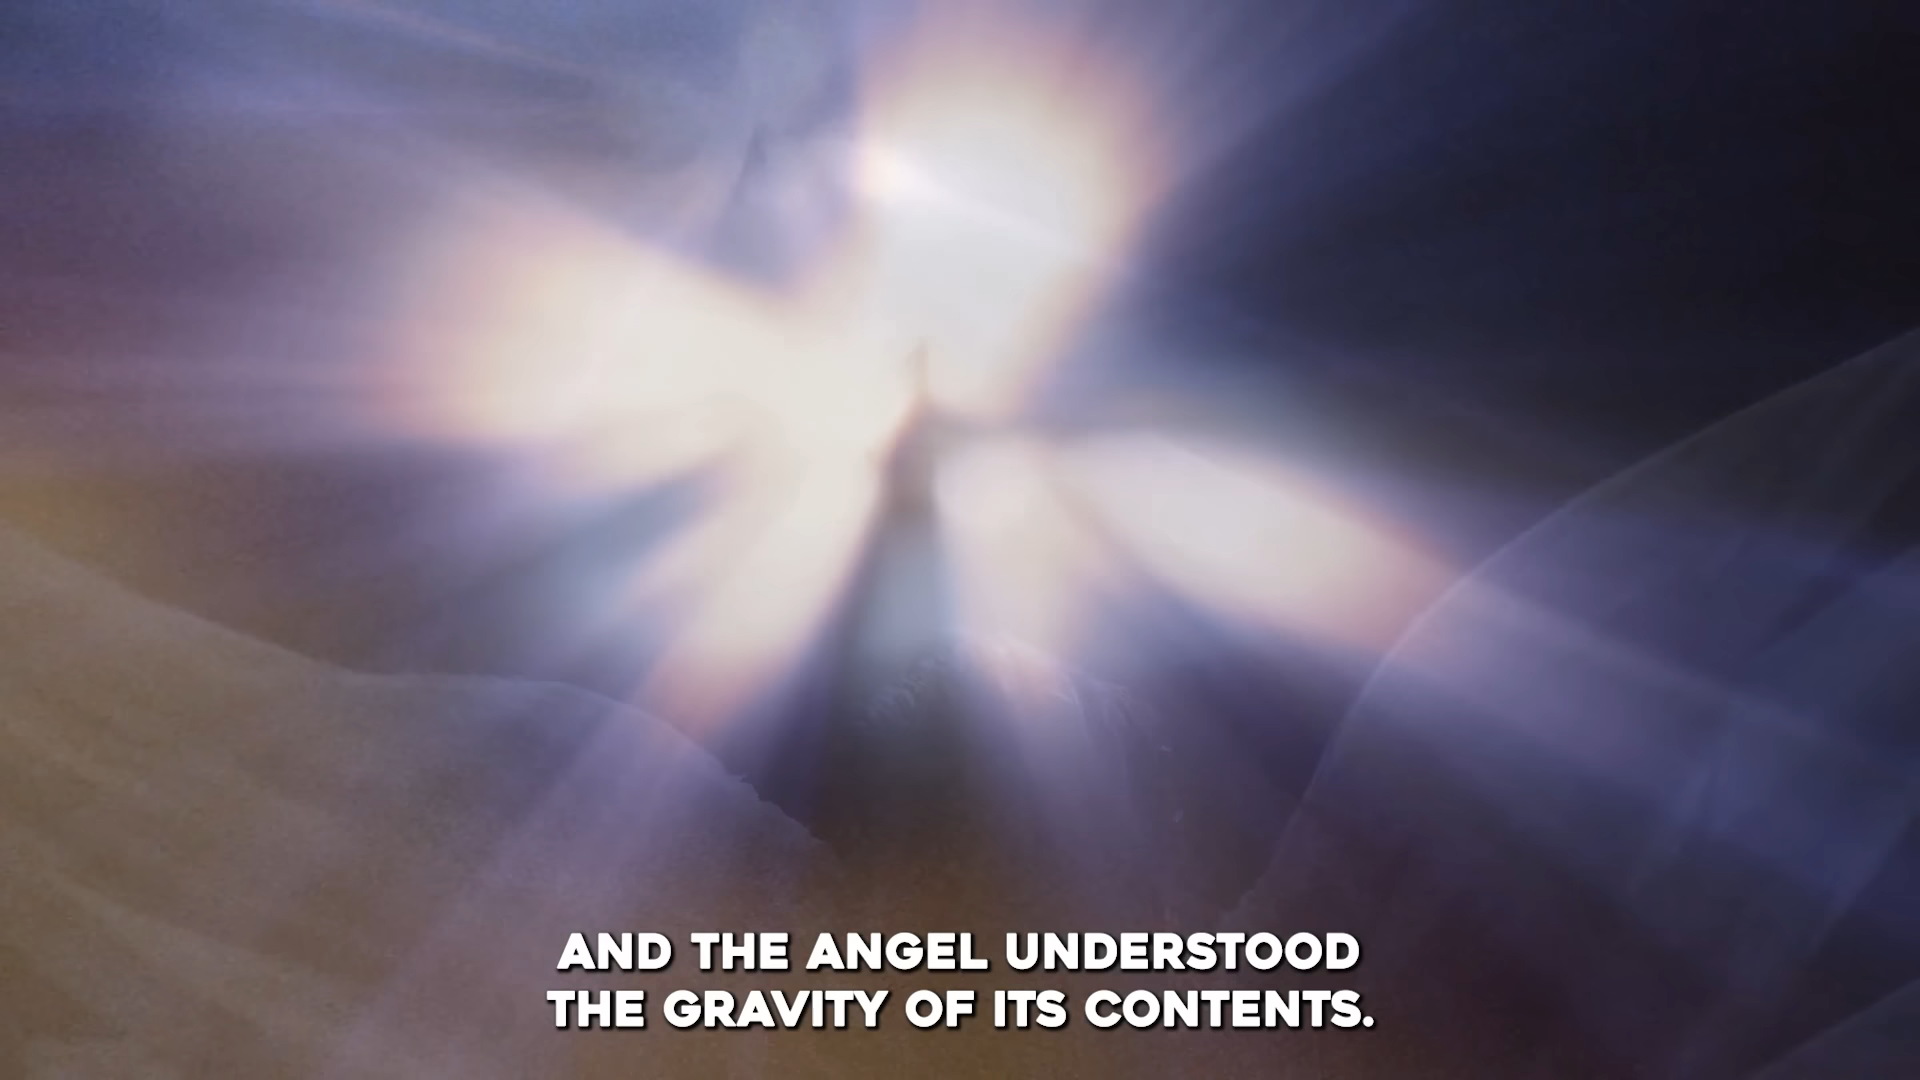 AND THE ANGEL UNDERSTOOD
THE GRAVITY OF ITS CONTENTS.